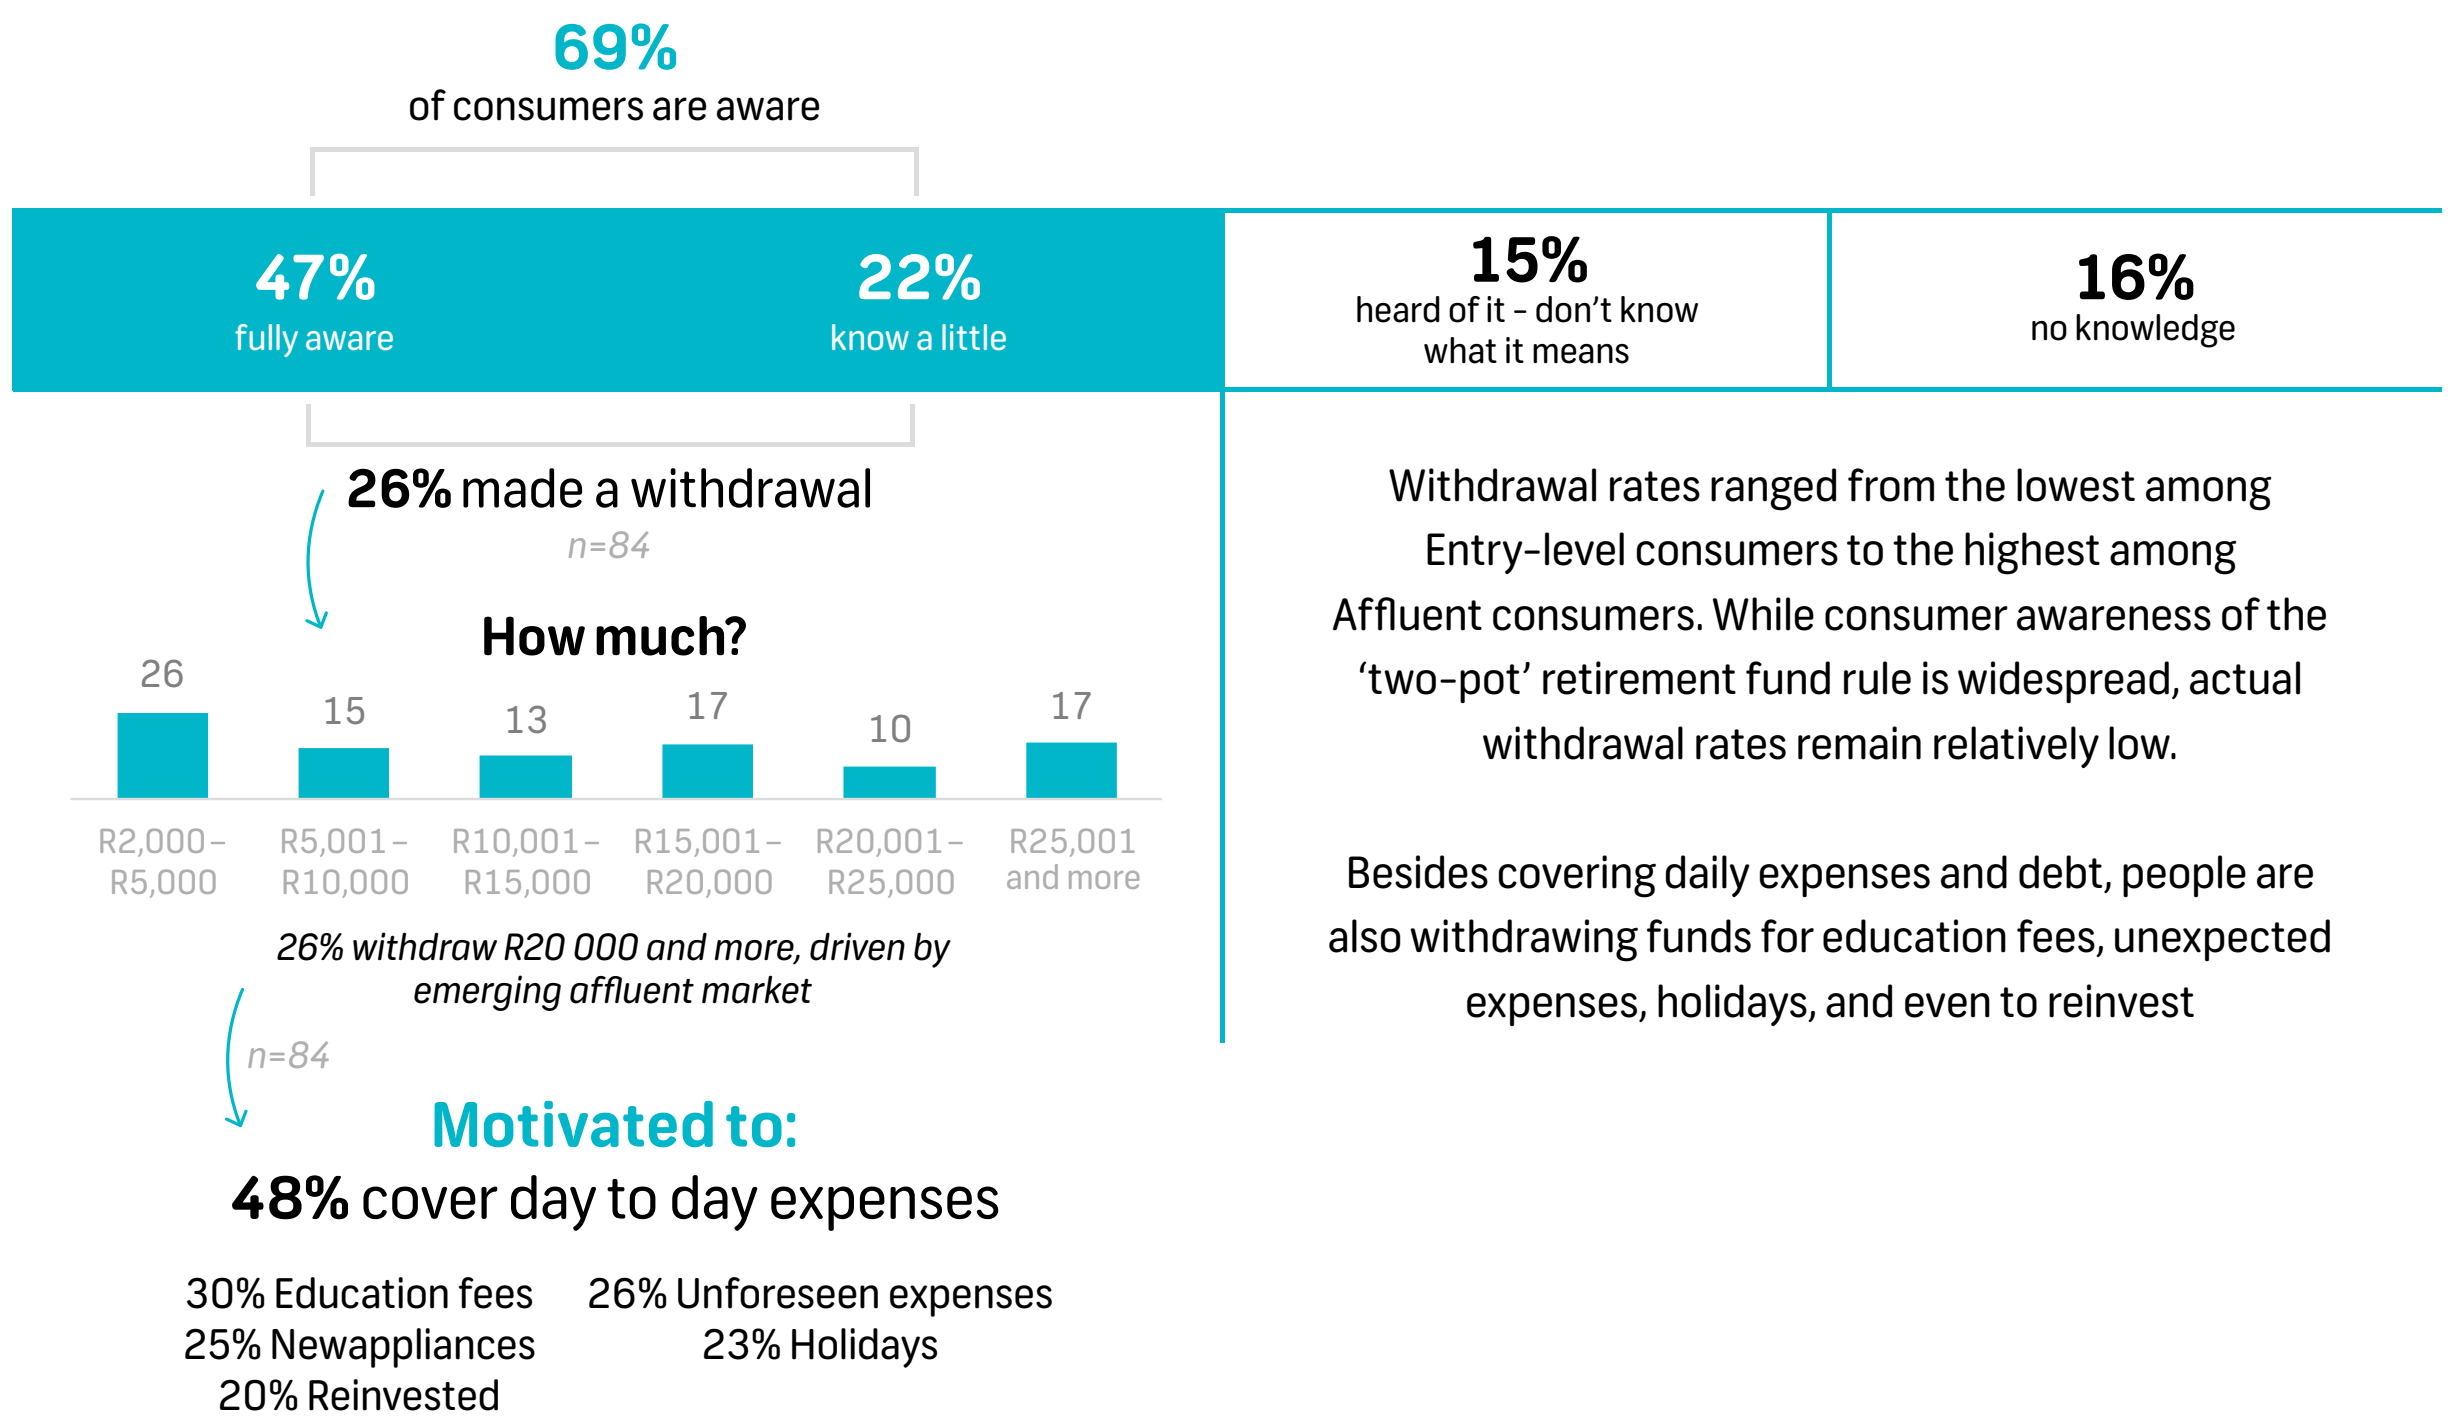 69%
of consumers are aware
47%
fully aware
22%
know a little
15%
heard of it - don't know
what it means
16%
no knowledge
26% made a withdrawal
n=84
How much?
26
15
13
17
10
17
R2,000–
R5,000
R5,001–
R10,000
R10,001–
R15,000
R15,001–
R20,000
R20,001–
R25,000
R25,001
and more
26% withdraw R20 000 and more, driven by
emerging affluent market
n=84
Motivated to:
48% cover day to day expenses
30% Education fees
25% Newappliances
20% Reinvested
26% Unforeseen expenses
23% Holidays
Withdrawal rates ranged from the lowest among
Entry-level consumers to the highest among
Affluent consumers. While consumer awareness of the
‘two-pot’ retirement fund rule is widespread, actual
withdrawal rates remain relatively low.
Besides covering daily expenses and debt, people are
also withdrawing funds for education fees, unexpected
expenses, holidays, and even to reinvest